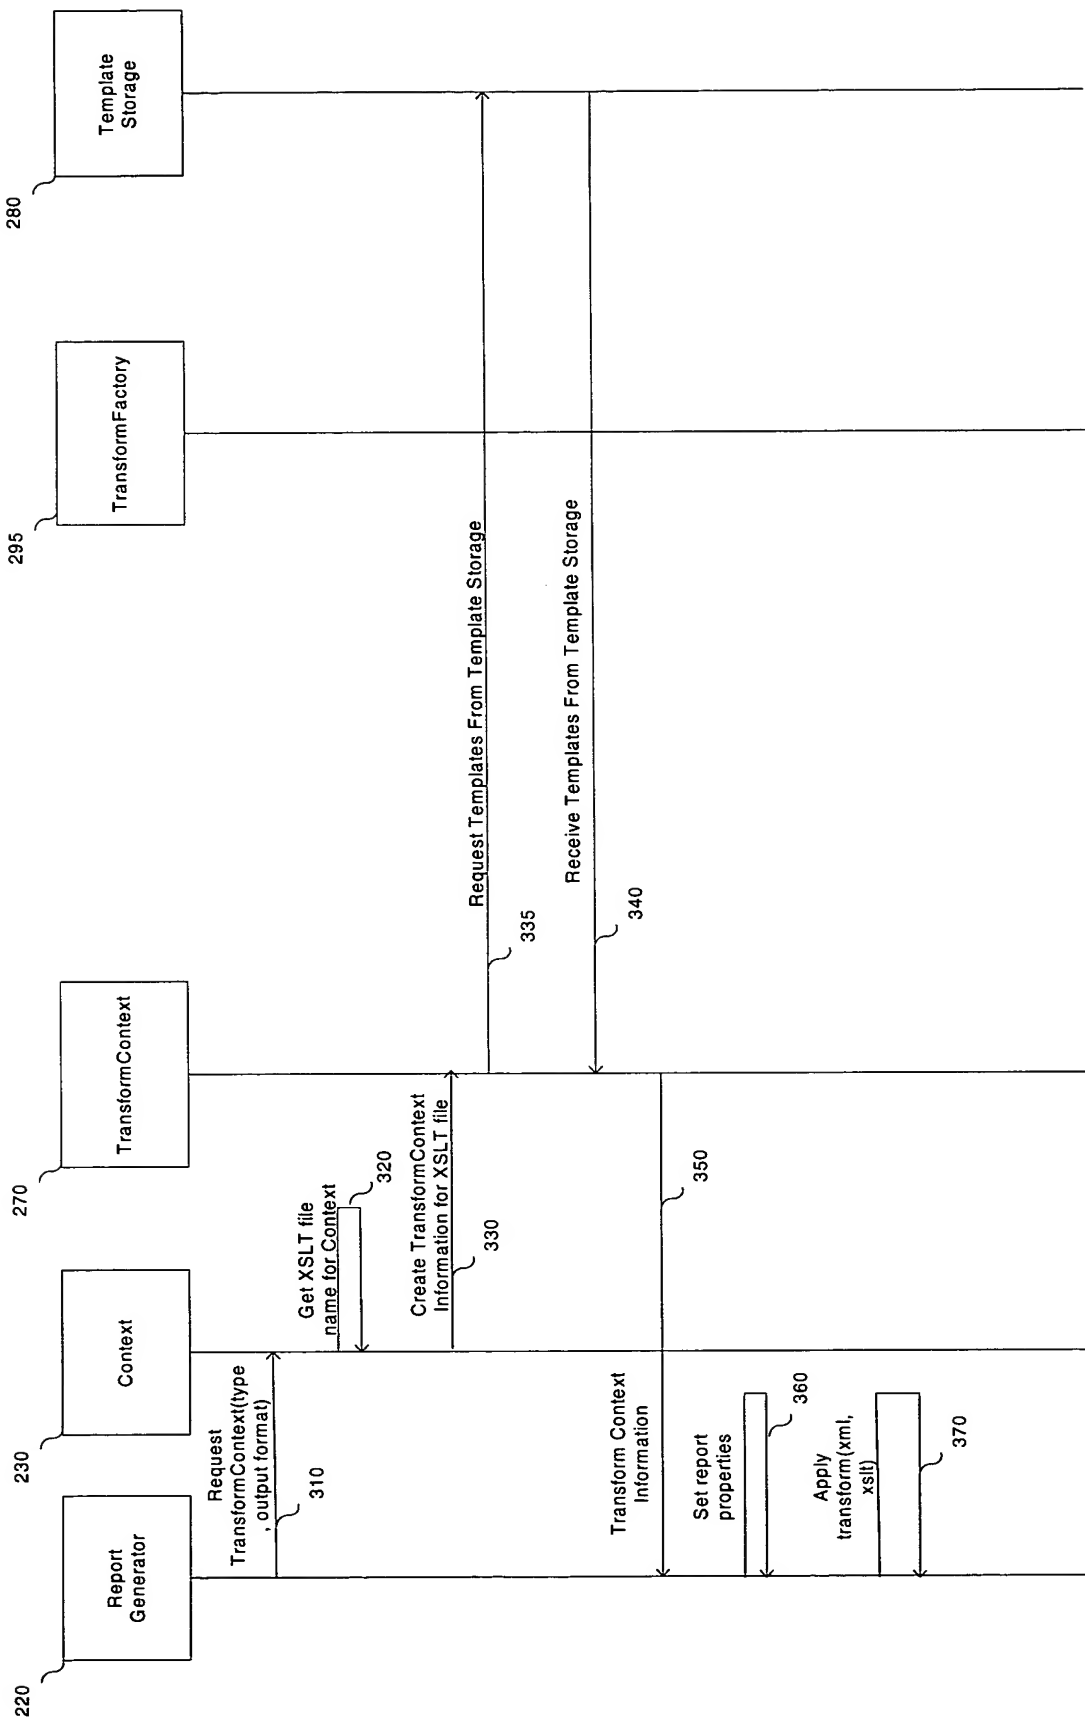 220
Report
Generator
230
Context
270
TransformContext
295
TransformFactory
280
Template
Storage
Request
TransformContext(type
, output format)
310
Get XSLT file
name for Context
320
Create TransformContext
Information for XSLT file
330
Request Templates From Template Storage
335
Receive Templates From Template Storage
340
Transform Context
Information
350
Set report
properties
360
Apply
transform(xml,
xslt)
370